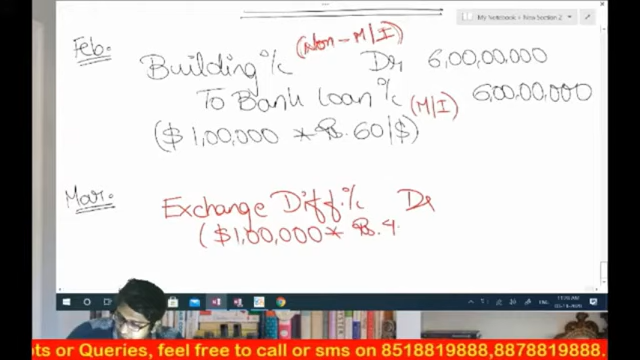 My Notebook » New Section 2
Feb.
(Non-M/I)
Building a/c Dr 6,00,00,000
To Bank Loan a/c (M/I) 6,00,00,000
($1,00,000 * Rs.60/$)
Mar.
Exchange Diff. a/c Dr
($1,00,000* Rs.4
ENG
ts or Queries, feel free to call or sms on 8518819888,8878819888.